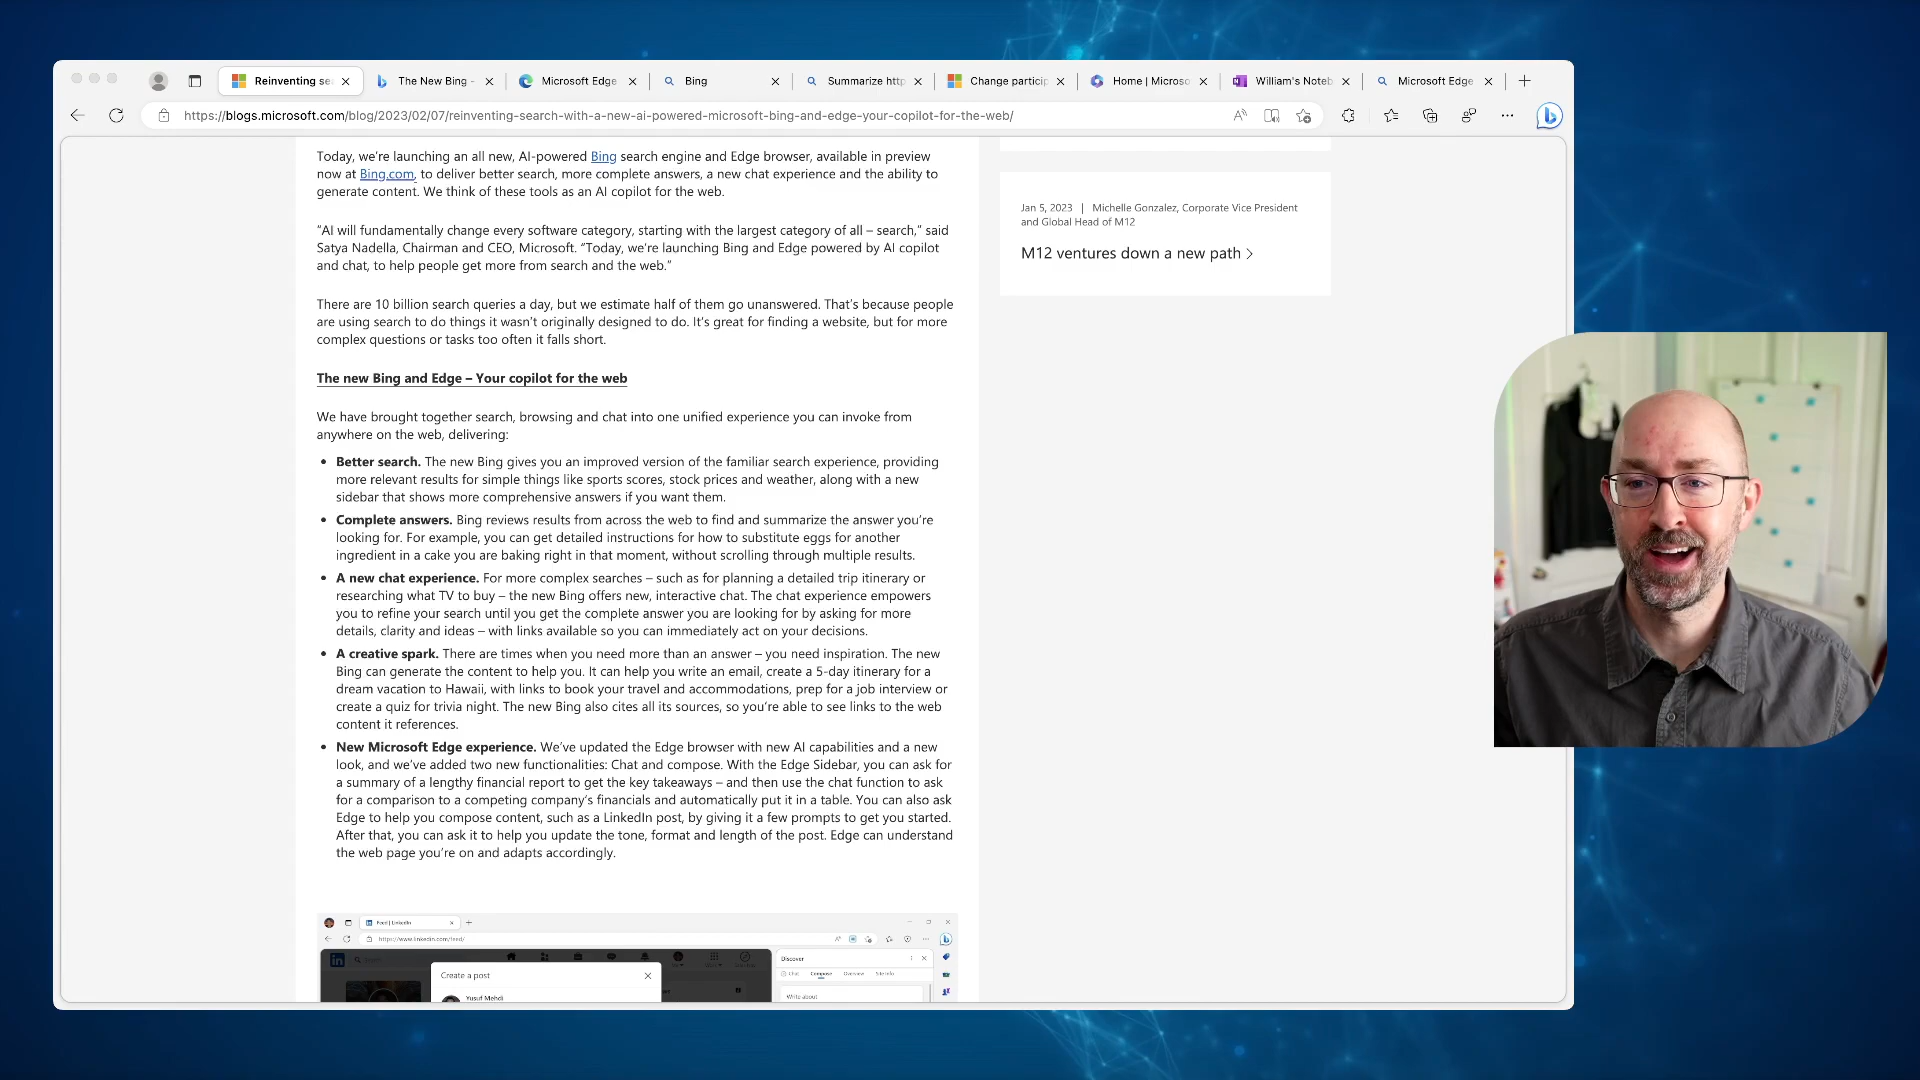 Reinventing sea
The New Bing -
Microsoft Edge
Bing
Summarize http
Change particip
Home | Microso
William's Noteb
Microsoft Edge
https://blogs.microsoft.com/blog/2023/02/07/reinventing-search-with-a-new-ai-powered-microsoft-bing-and-edge-your-copilot-for-the-web/
Today, we're launching an all new, AI-powered Bing search engine and Edge browser, available in preview
now at Bing.com, to deliver better search, more complete answers, a new chat experience and the ability to
generate content. We think of these tools as an AI copilot for the web.
“AI will fundamentally change every software category, starting with the largest category of all – search,” said
Satya Nadella, Chairman and CEO, Microsoft. “Today, we're launching Bing and Edge powered by AI copilot
and chat, to help people get more from search and the web.”
There are 10 billion search queries a day, but we estimate half of them go unanswered. That's because people
are using search to do things it wasn't originally designed to do. It's great for finding a website, but for more
complex questions or tasks too often it falls short.
The new Bing and Edge – Your copilot for the web
We have brought together search, browsing and chat into one unified experience you can invoke from
anywhere on the web, delivering:
• Better search. The new Bing gives you an improved version of the familiar search experience, providing
more relevant results for simple things like sports scores, stock prices and weather, along with a new
sidebar that shows more comprehensive answers if you want them.
• Complete answers. Bing reviews results from across the web to find and summarize the answer you're
looking for. For example, you can get detailed instructions for how to substitute eggs for another
ingredient in a cake you are baking right in that moment, without scrolling through multiple results.
• A new chat experience. For more complex searches – such as for planning a detailed trip itinerary or
researching what TV to buy – the new Bing offers new, interactive chat. The chat experience empowers
you to refine your search until you get the complete answer you are looking for by asking for more
details, clarity and ideas – with links available so you can immediately act on your decisions.
• A creative spark. There are times when you need more than an answer – you need inspiration. The new
Bing can generate the content to help you. It can help you write an email, create a 5-day itinerary for a
dream vacation to Hawaii, with links to book your travel and accommodations, prep for a job interview or
create a quiz for trivia night. The new Bing also cites all its sources, so you're able to see links to the web
content it references.
• New Microsoft Edge experience. We've updated the Edge browser with new AI capabilities and a new
look, and we've added two new functionalities: Chat and compose. With the Edge Sidebar, you can ask for
a summary of a lengthy financial report to get the key takeaways – and then use the chat function to ask
for a comparison to a competing company's financials and automatically put it in a table. You can also ask
Edge to help you compose content, such as a LinkedIn post, by giving it a few prompts to get you started.
After that, you can ask it to help you update the tone, format and length of the post. Edge can understand
the web page you're on and adapts accordingly.
Feed | LinkedIn
https://www.linkedin.com/feed/
Create a post
Yusuf Mehdi
Discover
Chat Compose Overview Site info
Write about
Jan 5, 2023 | Michelle Gonzalez, Corporate Vice President
and Global Head of M12
M12 ventures down a new path >